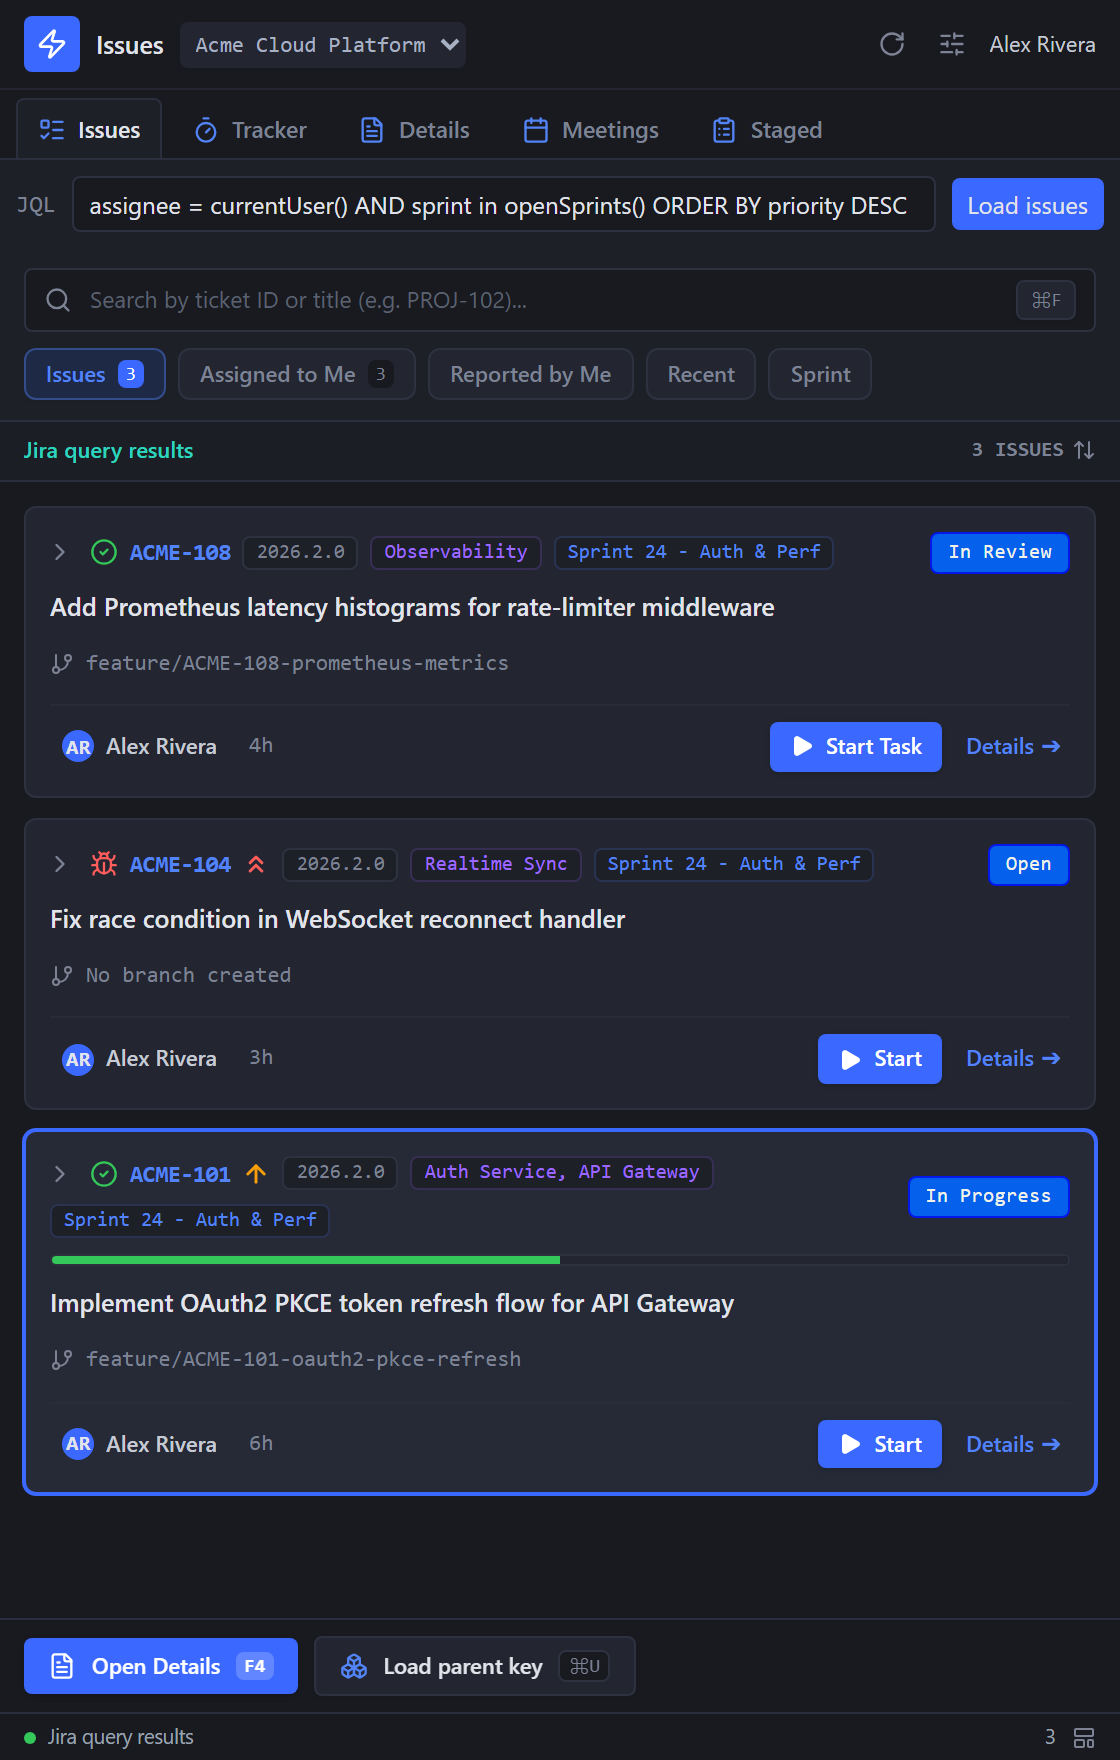 Issues
Acme Cloud Platform
Alex Rivera
Issues
Tracker
Details
Meetings
Staged
JQL
assignee = currentUser() AND sprint in openSprints() ORDER BY priority DESC
Load issues
Search by ticket ID or title (e.g. PROJ-102)...
⌘F
Issues 3
Assigned to Me 3
Reported by Me
Recent
Sprint
Jira query results
3 ISSUES
ACME-108
2026.2.0
Observability
Sprint 24 - Auth & Perf
In Review
Add Prometheus latency histograms for rate-limiter middleware
feature/ACME-108-prometheus-metrics
AR Alex Rivera
4h
Start Task
Details →
ACME-104
2026.2.0
Realtime Sync
Sprint 24 - Auth & Perf
Open
Fix race condition in WebSocket reconnect handler
No branch created
AR Alex Rivera
3h
Start
Details →
ACME-101
2026.2.0
Auth Service, API Gateway
In Progress
Sprint 24 - Auth & Perf
Implement OAuth2 PKCE token refresh flow for API Gateway
feature/ACME-101-oauth2-pkce-refresh
AR Alex Rivera
6h
Start
Details →
Open Details F4
Load parent key ⌘U
Jira query results
3